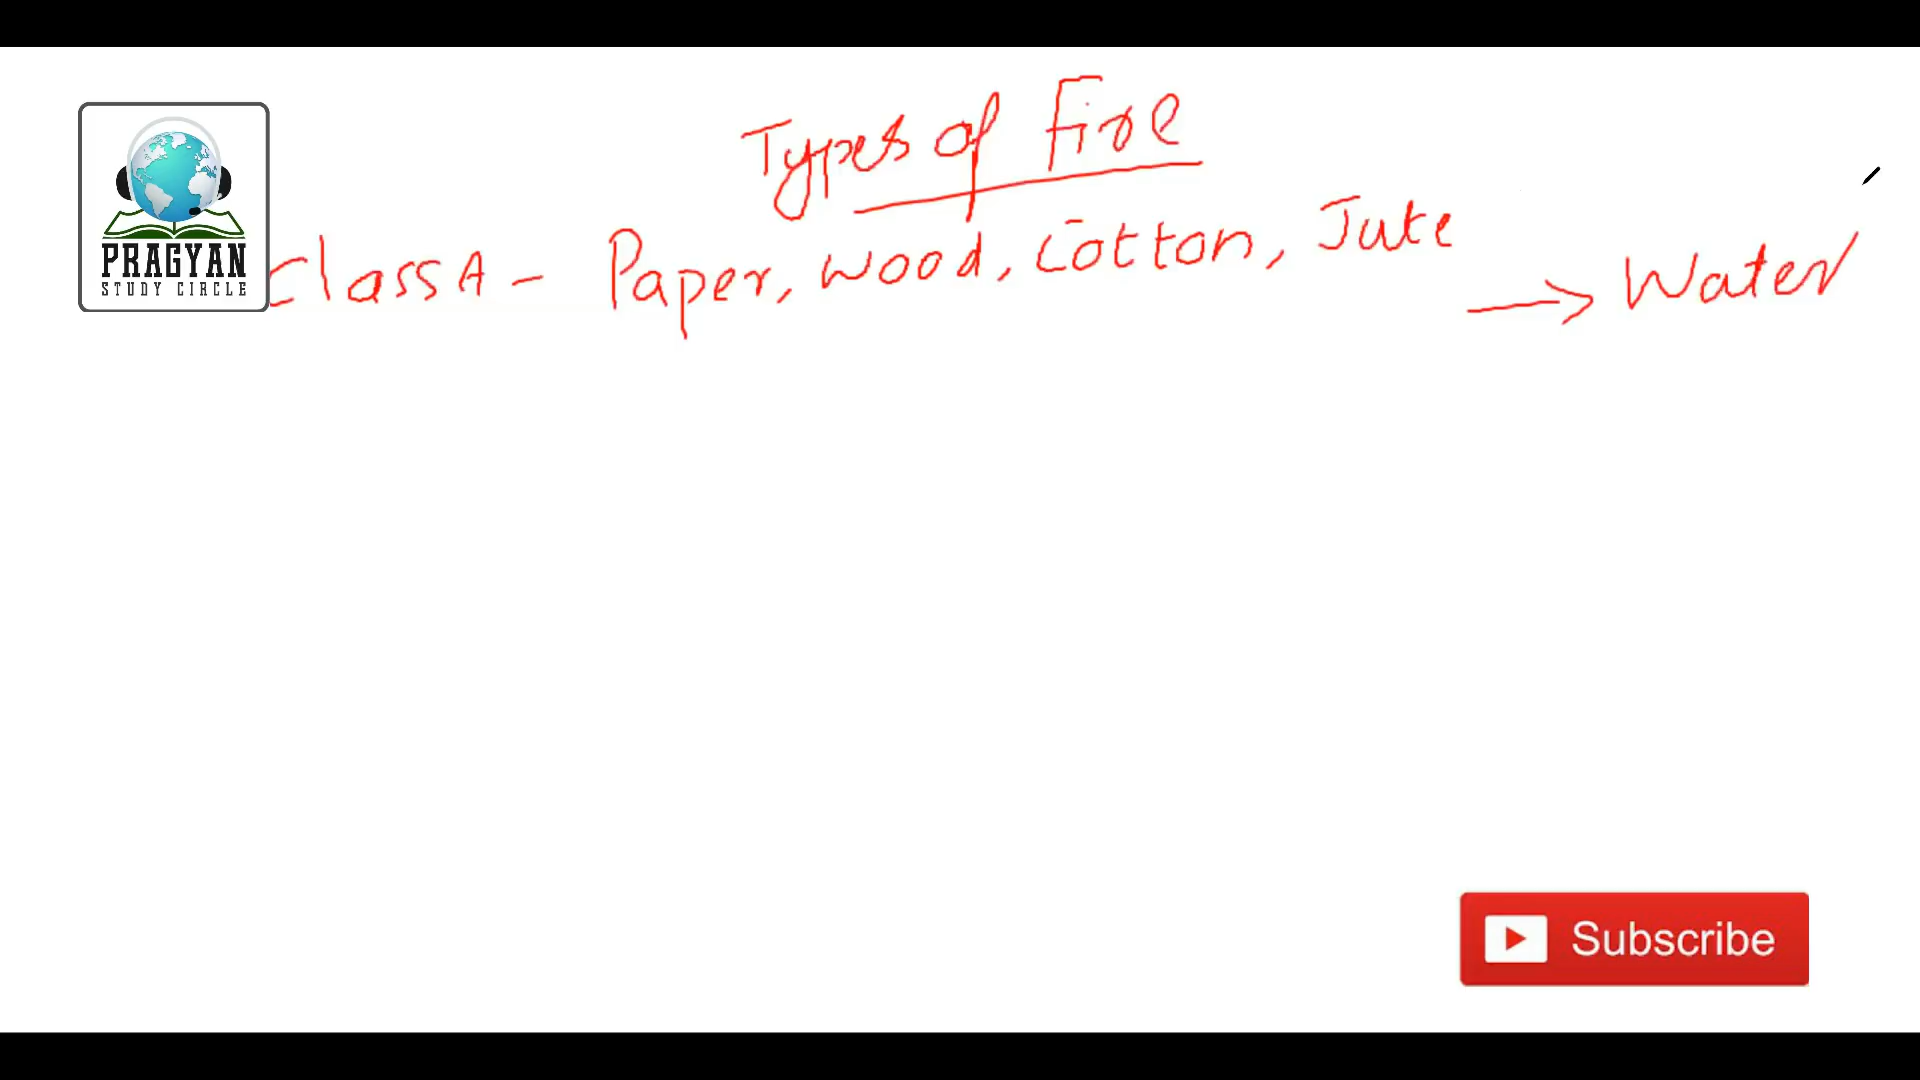 Types of Fire
Class A - Paper, Wood, Cotton, Jute → Water
PRAGYAN
STUDY CIRCLE
Subscribe